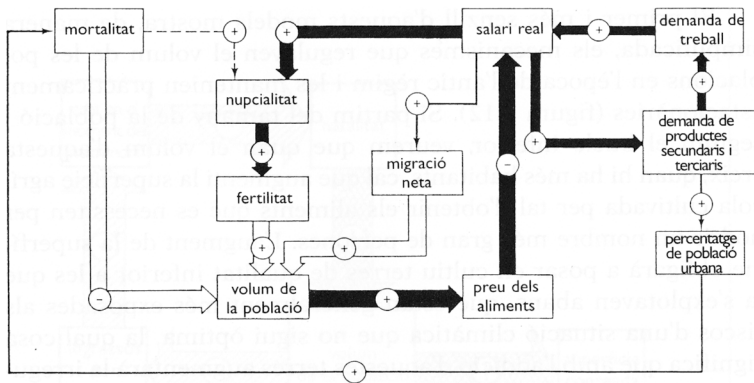 mortalitat
+
+
salari real
+
demanda de
treball
nupcialitat
+
+
demanda de
productes
secundaris i
terciaris
+
+
-
migració
neta
fertilitat
+
+
+
percentatge
de població
urbana
-
volum de
la població
+
preu dels
aliments
+